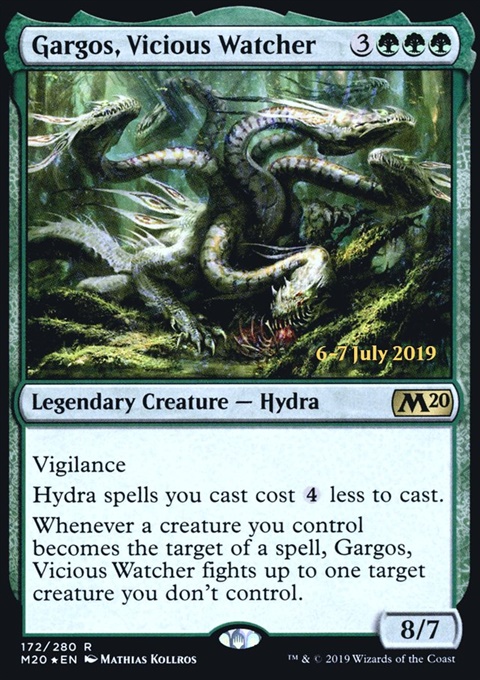 Gargos, Vicious Watcher 3
6-7 July 2019
Legendary Creature — Hydra M20
Vigilance
Hydra spells you cast cost 4 less to cast.
Whenever a creature you control
becomes the target of a spell, Gargos,
Vicious Watcher fights up to one target
creature you don't control.
8/7
172/280 R
M20 ★ EN Mathias Kollros
™ & © 2019 Wizards of the Coast